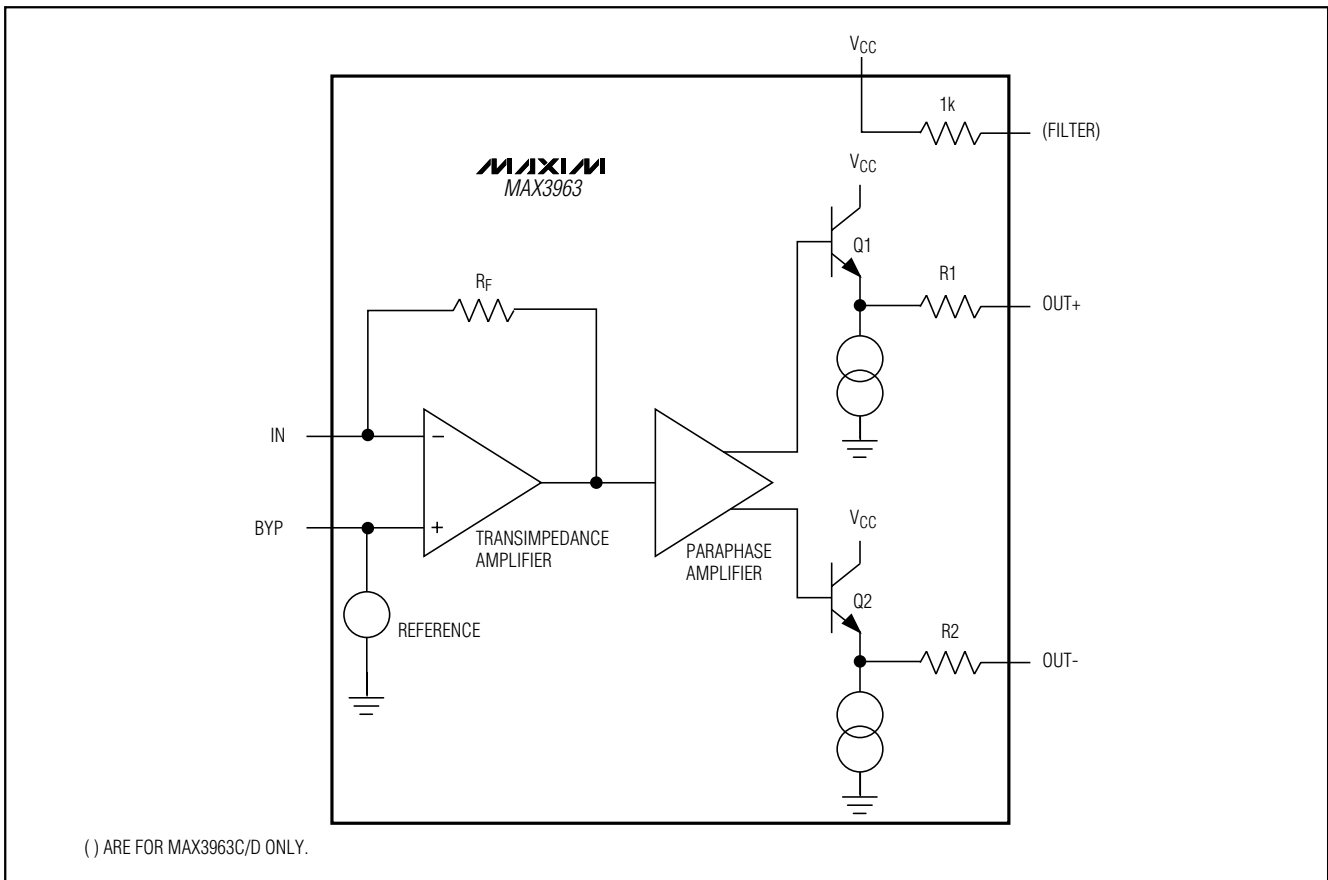 VCC
1k
(FILTER)
MAXIM
MAX3963
VCC
Q1
RF
R1
OUT+
IN
−
BYP
+
TRANSIMPEDANCE
AMPLIFIER
PARAPHASE
AMPLIFIER
VCC
Q2
REFERENCE
R2
OUT-
( ) ARE FOR MAX3963C/D ONLY.